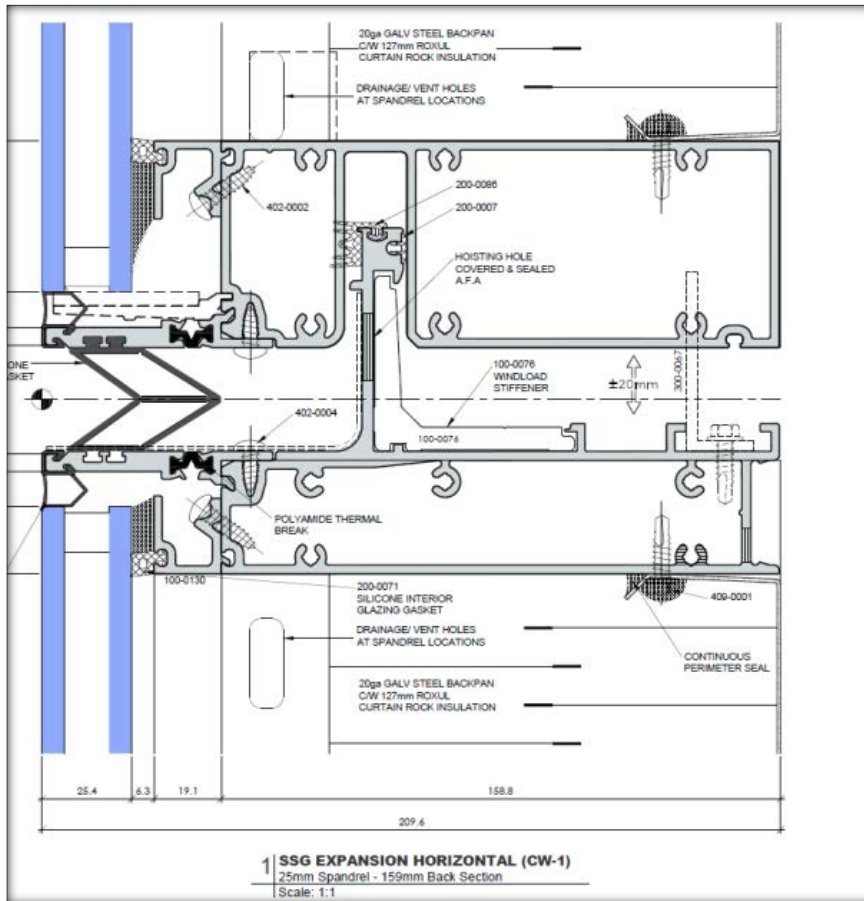 20ga GALV STEEL BACKPAN
C/W 127mm ROXUL
CURTAIN ROCK INSULATION
DRAINAGE/ VENT HOLES
AT SPANDREL LOCATIONS
200-0086
402-0002
200-0007
HOISTING HOLE
COVERED & SEALED
A.F.A
ONE
ASKET
100-0076
WINDLOAD
STIFFENER
±20mm
300-0067
402-0004
100-0076
POLYAMIDE THERMAL
BREAK
100-0130
200-0071
SILICONE INTERIOR
GLAZING GASKET
409-0001
DRAINAGE/ VENT HOLES
AT SPANDREL LOCATIONS
CONTINUOUS
PERIMETER SEAL
20ga GALV STEEL BACKPAN
C/W 127mm ROXUL
CURTAIN ROCK INSULATION
25.4 6.3 19.1 158.8
209.6
1 SSG EXPANSION HORIZONTAL (CW-1)
25mm Spandrel - 159mm Back Section
Scale: 1:1